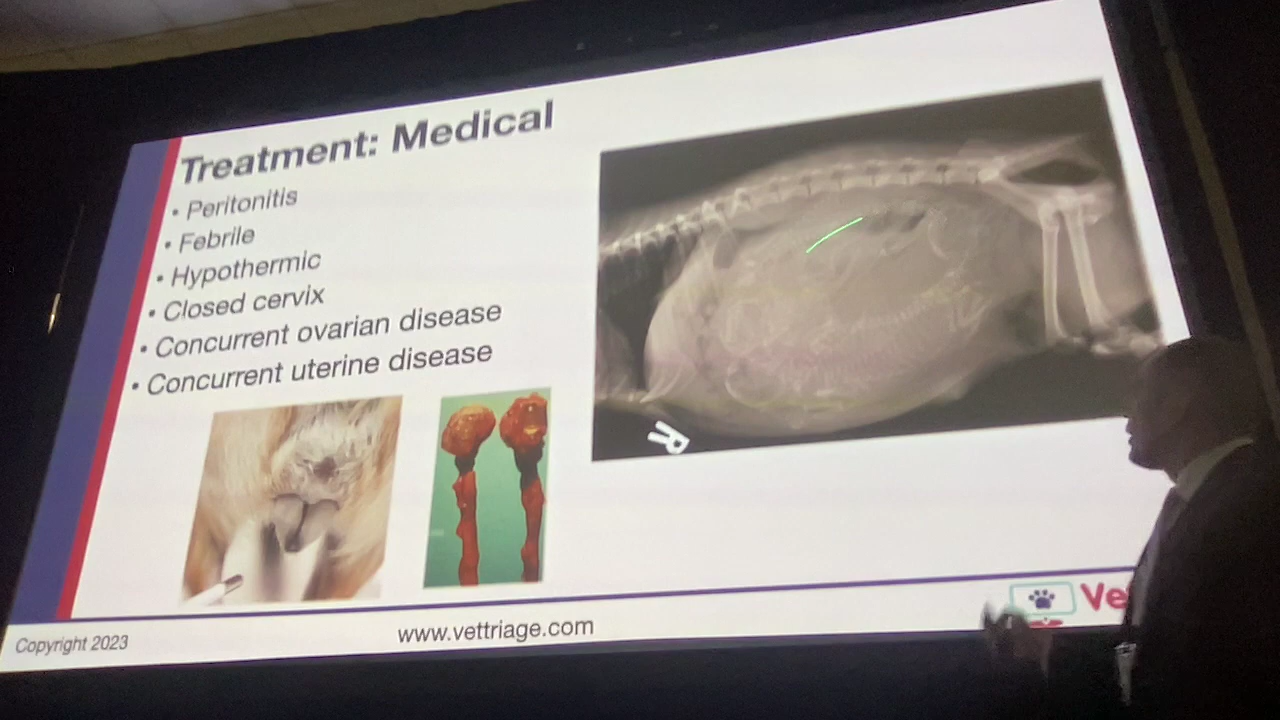 Treatment: Medical
• Peritonitis
• Febrile
• Hypothermic
• Closed cervix
• Concurrent ovarian disease
• Concurrent uterine disease
R
Copyright 2023
www.vettriage.com
Ve